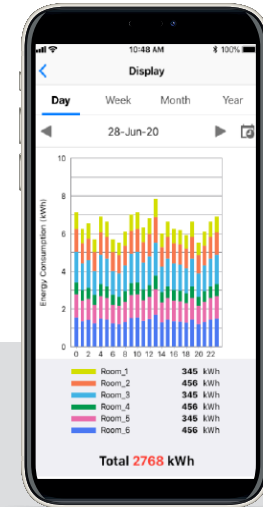 10:48 AM 100%
Display
Day Week Month Year
28-Jun-20
Energy Consumption (kWh)
10
8
6
4
2
0
0 2 4 6 8 10 12 14 16 18 20 22
Room_1 345 kWh
Room_2 456 kWh
Room_3 345 kWh
Room_4 456 kWh
Room_5 345 kWh
Room_6 456 kWh
Total 2768 kWh